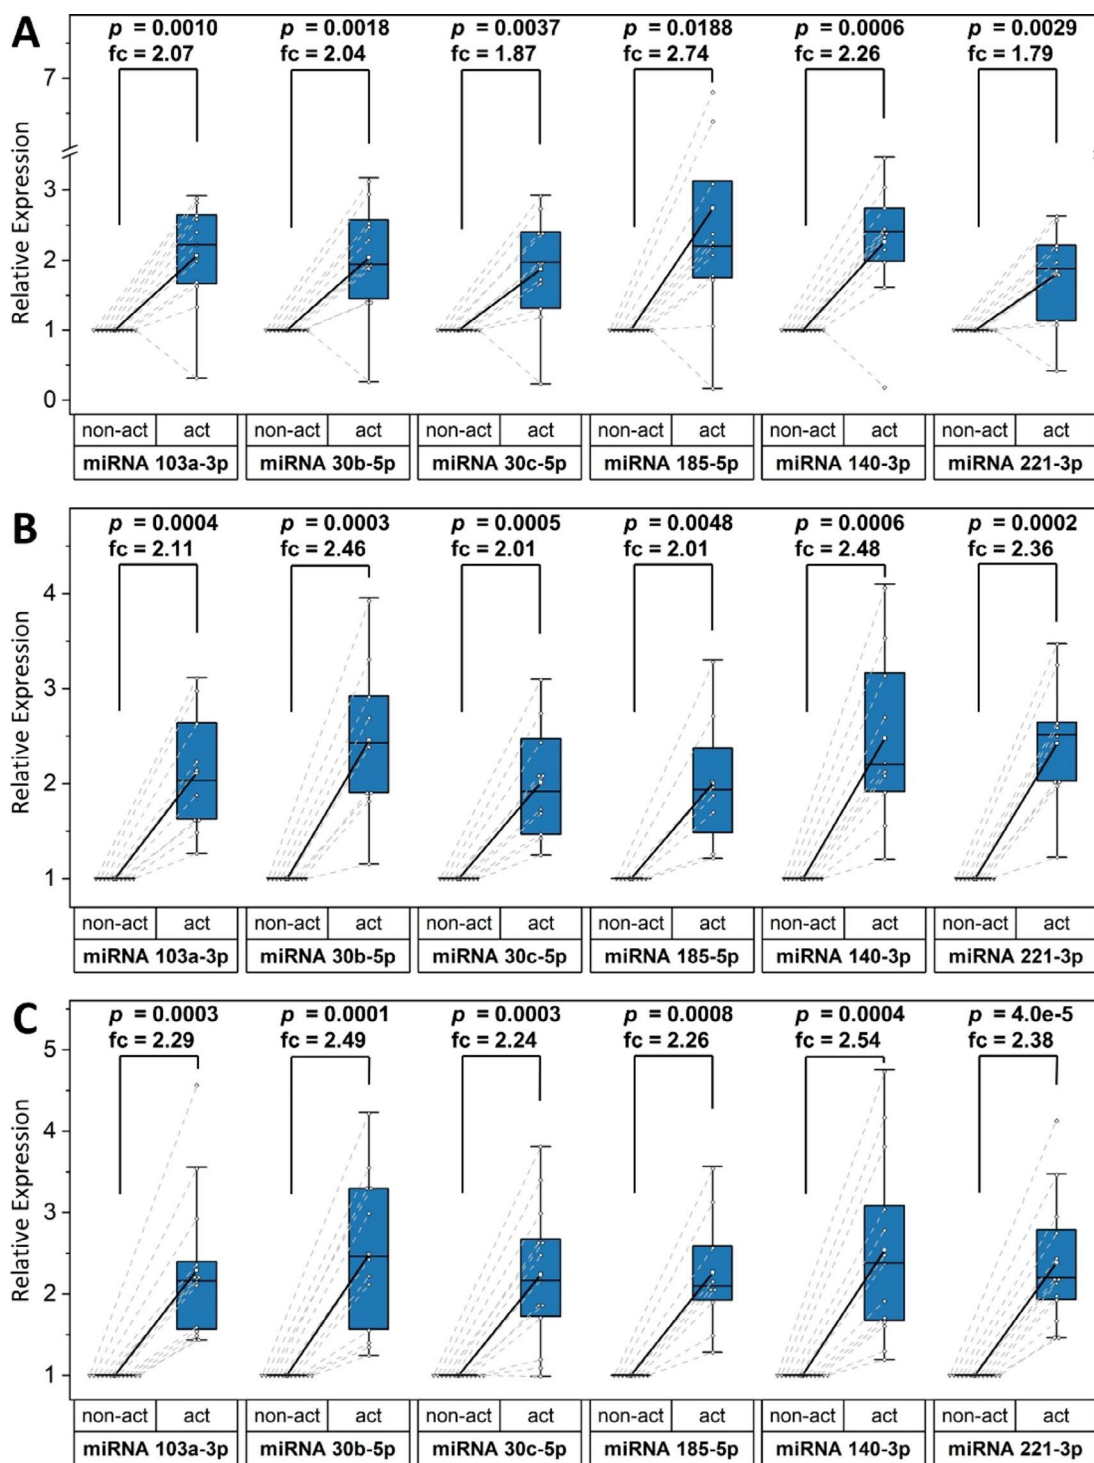 A
p = 0.0010 p = 0.0018 p = 0.0037 p = 0.0188 p = 0.0006 p = 0.0029
fc = 2.07 fc = 2.04 fc = 1.87 fc = 2.74 fc = 2.26 fc = 1.79
Relative Expression
7
3
2
1
0
non-act act non-act act non-act act non-act act non-act act non-act act
miRNA 103a-3p miRNA 30b-5p miRNA 30c-5p miRNA 185-5p miRNA 140-3p miRNA 221-3p
B
p = 0.0004 p = 0.0003 p = 0.0005 p = 0.0048 p = 0.0006 p = 0.0002
fc = 2.11 fc = 2.46 fc = 2.01 fc = 2.01 fc = 2.48 fc = 2.36
Relative Expression
4
3
2
1
non-act act non-act act non-act act non-act act non-act act non-act act
miRNA 103a-3p miRNA 30b-5p miRNA 30c-5p miRNA 185-5p miRNA 140-3p miRNA 221-3p
C
p = 0.0003 p = 0.0001 p = 0.0003 p = 0.0008 p = 0.0004 p = 4.0e-5
fc = 2.29 fc = 2.49 fc = 2.24 fc = 2.26 fc = 2.54 fc = 2.38
Relative Expression
5
4
3
2
1
non-act act non-act act non-act act non-act act non-act act non-act act
miRNA 103a-3p miRNA 30b-5p miRNA 30c-5p miRNA 185-5p miRNA 140-3p miRNA 221-3p